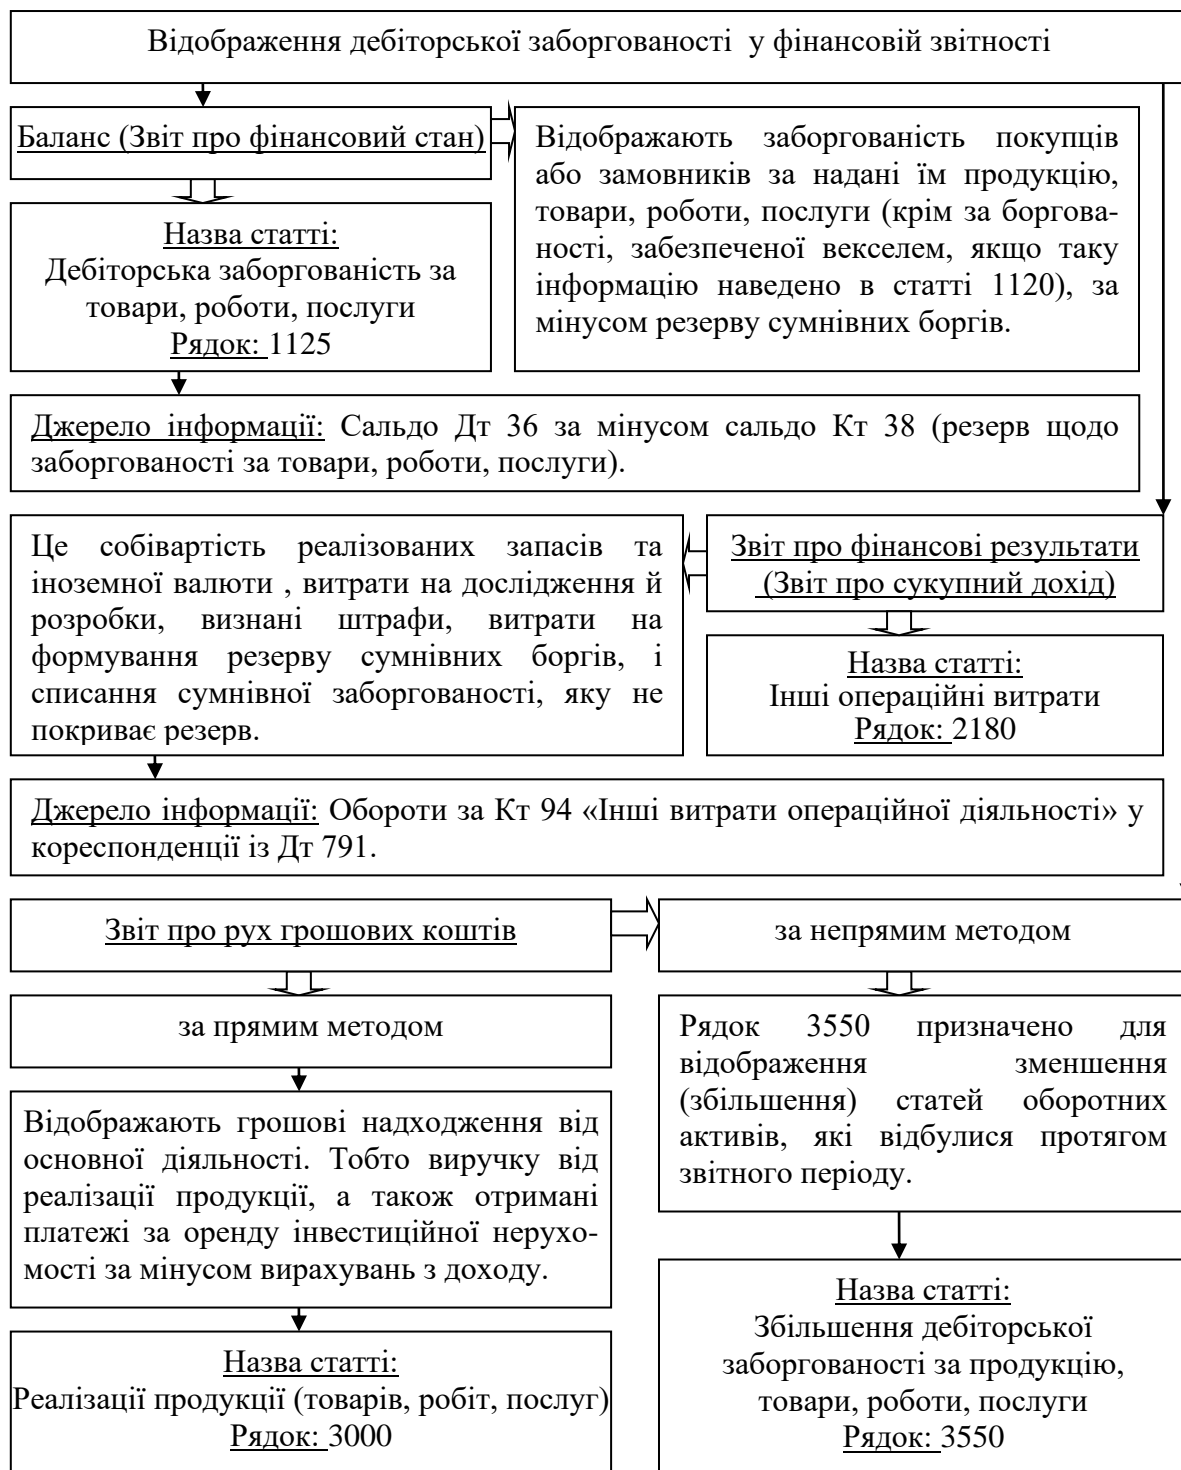 Відображення дебіторської заборгованості у фінансовій звітності
Баланс (Звіт про фінансовий стан)
Відображають заборгованість покупців
або замовників за надані їм продукцію,
товари, роботи, послуги (крім за боргова-
ності, забезпеченої векселем, якщо таку
інформацію наведено в статті 1120), за
мінусом резерву сумнівних боргів.
Назва статті:
Дебіторська заборгованість за
товари, роботи, послуги
Рядок: 1125
Джерело інформації: Сальдо Дт 36 за мінусом сальдо Кт 38 (резерв щодо
заборгованості за товари, роботи, послуги).
Це собівартість реалізованих запасів та
іноземної валюти , витрати на дослідження й
розробки, визнані штрафи, витрати на
формування резерву сумнівних боргів, і
списання сумнівної заборгованості, яку не
покриває резерв.
Звіт про фінансові результати
(Звіт про сукупний дохід)
Назва статті:
Інші операційні витрати
Рядок: 2180
Джерело інформації: Обороти за Кт 94 «Інші витрати операційної діяльності» у
кореспонденції із Дт 791.
Звіт про рух грошових коштів
за непрямим методом
за прямим методом
Рядок 3550 призначено для
відображення зменшення
(збільшення) статей оборотних
активів, які відбулися протягом
звітного періоду.
Відображають грошові надходження від
основної діяльності. Тобто виручку від
реалізації продукції, а також отримані
платежі за оренду інвестиційної нерухо-
мості за мінусом вирахувань з доходу.
Назва статті:
Збільшення дебіторської
заборгованості за продукцію,
товари, роботи, послуги
Рядок: 3550
Назва статті:
Реалізації продукції (товарів, робіт, послуг)
Рядок: 3000